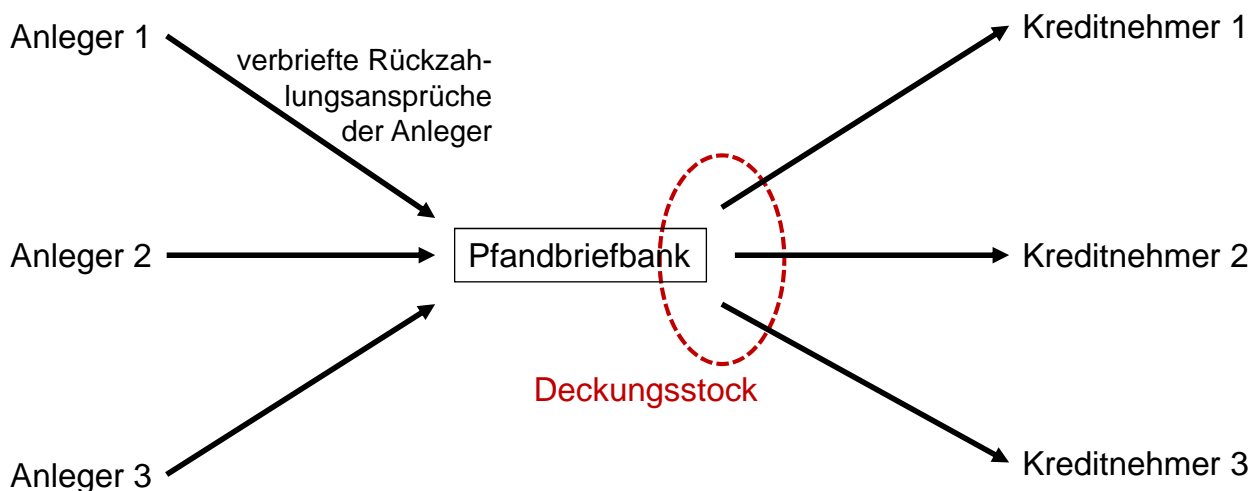 Anleger 1
verbriefte Rückzah-
lungsansprüche
der Anleger
Kreditnehmer 1
Anleger 2
Pfandbriefbank
Kreditnehmer 2
Deckungsstock
Anleger 3
Kreditnehmer 3